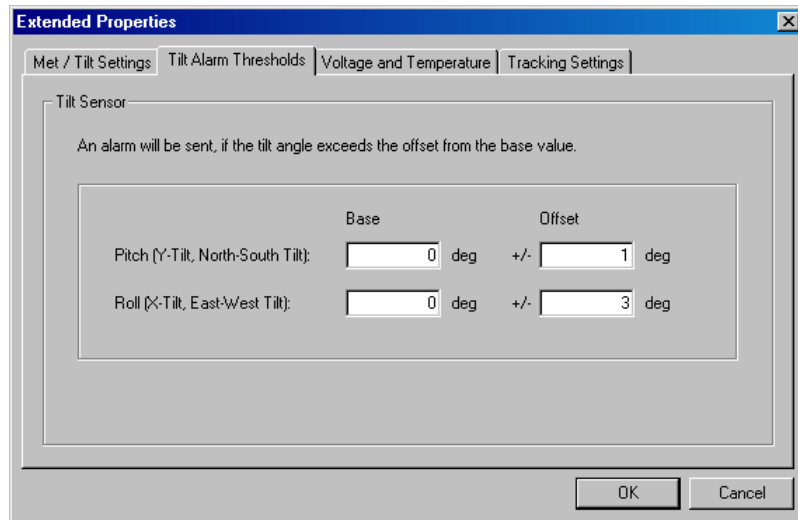 Extended Properties
Met / Tilt Settings Tilt Alarm Thresholds Voltage and Temperature Tracking Settings
Tilt Sensor
An alarm will be sent, if the tilt angle exceeds the offset from the base value.
Base Offset
Pitch (Y-Tilt, North-South Tilt): 0 deg +/- 1 deg
Roll (X-Tilt, East-West Tilt): 0 deg +/- 3 deg
OK Cancel